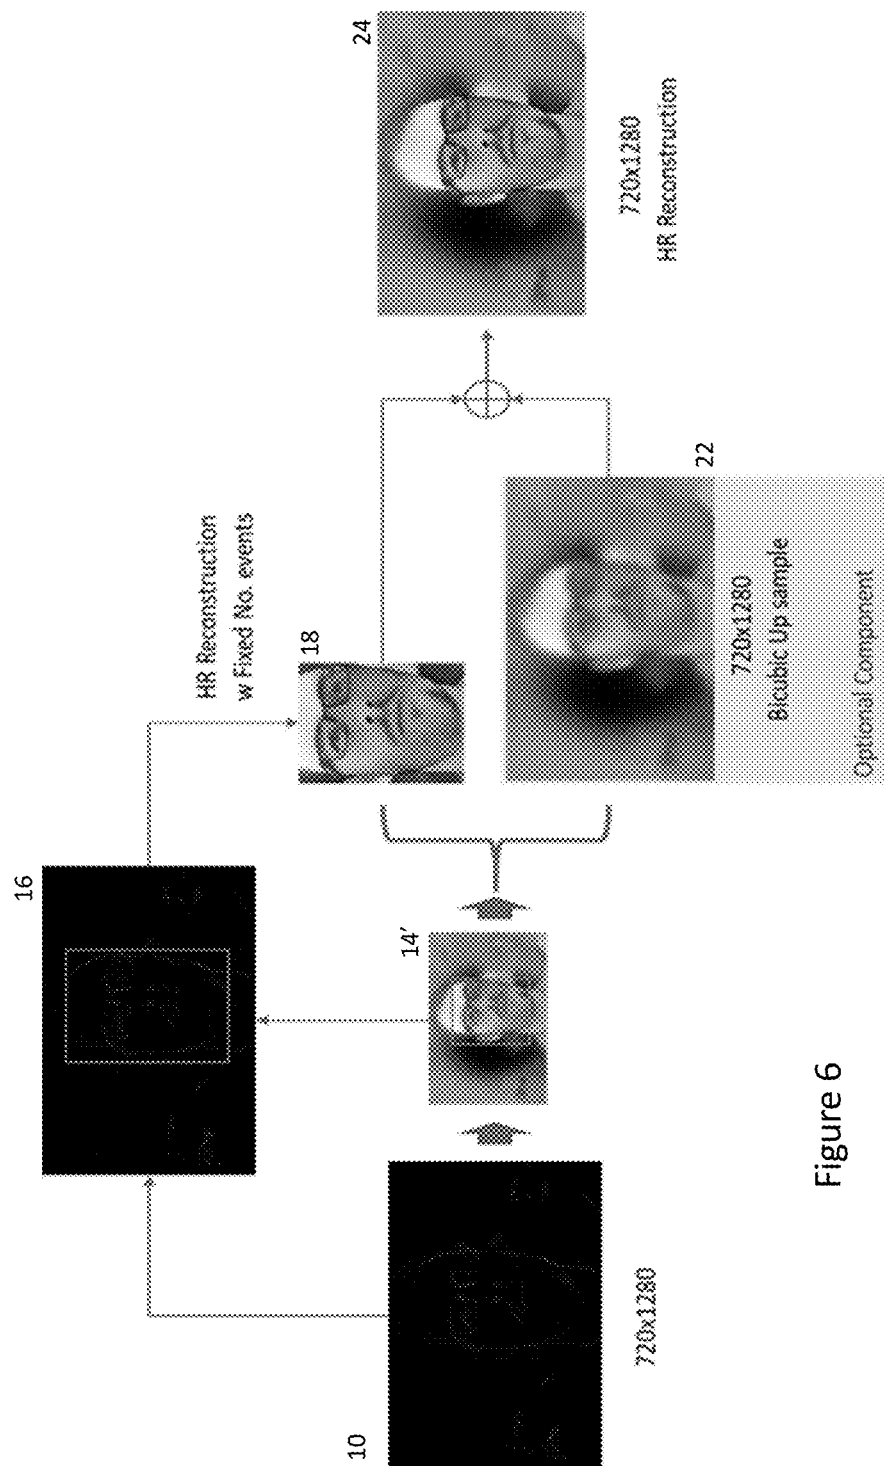 10
720x1280
16
14'
HR Reconstruction
w Fixed No. events
18
720x1280
Bicubic Up sample
22
Optional Component
24
720x1280
HR Reconstruction
Figure 6